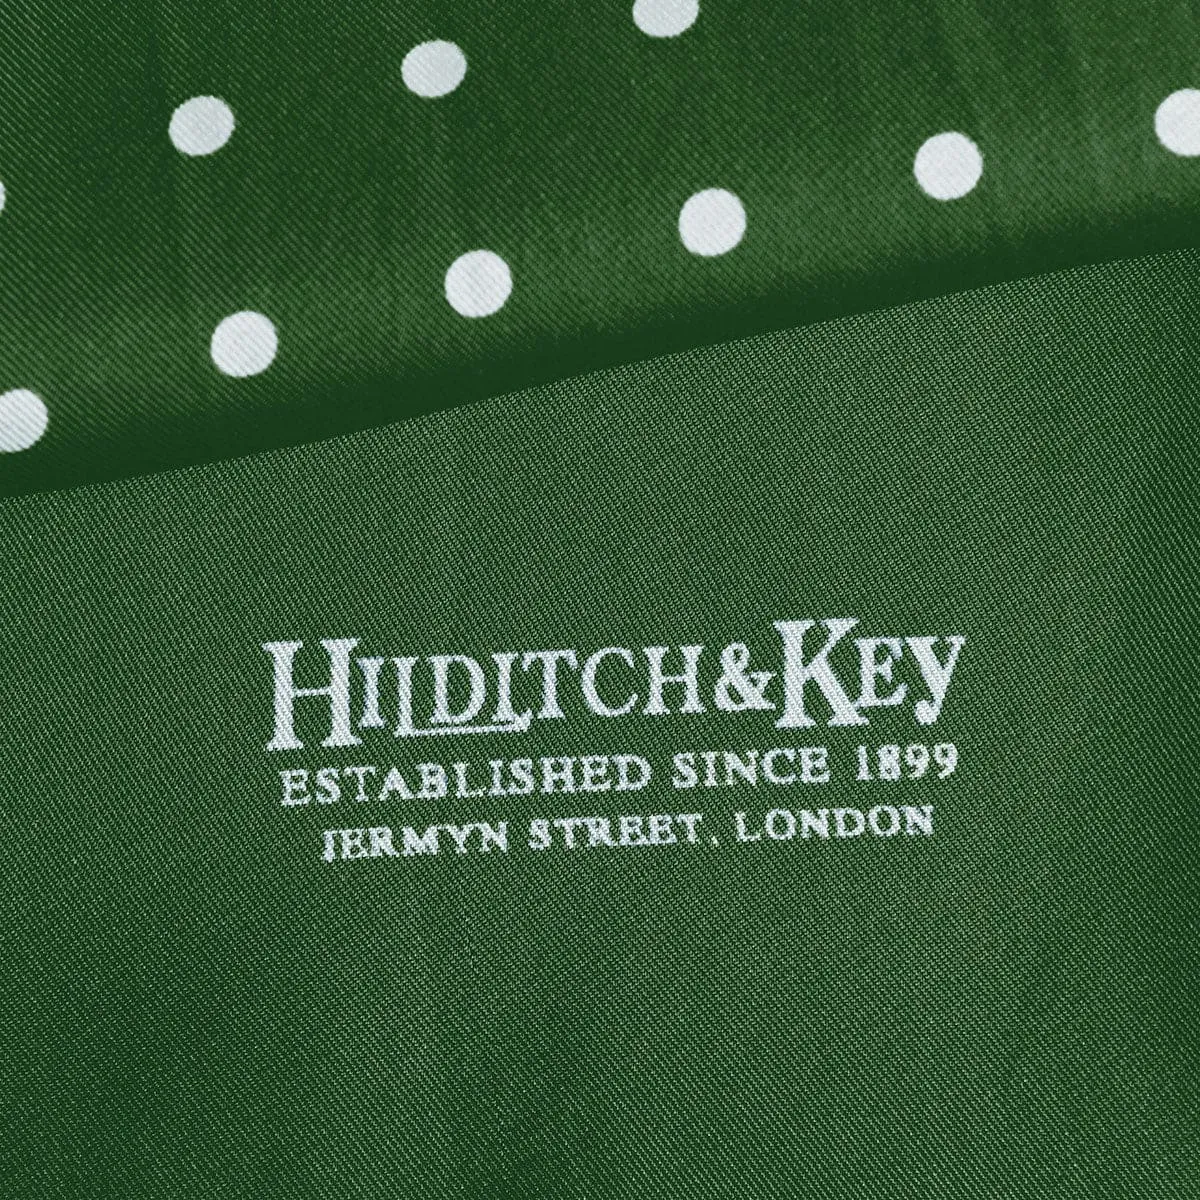 HILDITCH & KEY
ESTABLISHED SINCE 1899
JERMYN STREET, LONDON